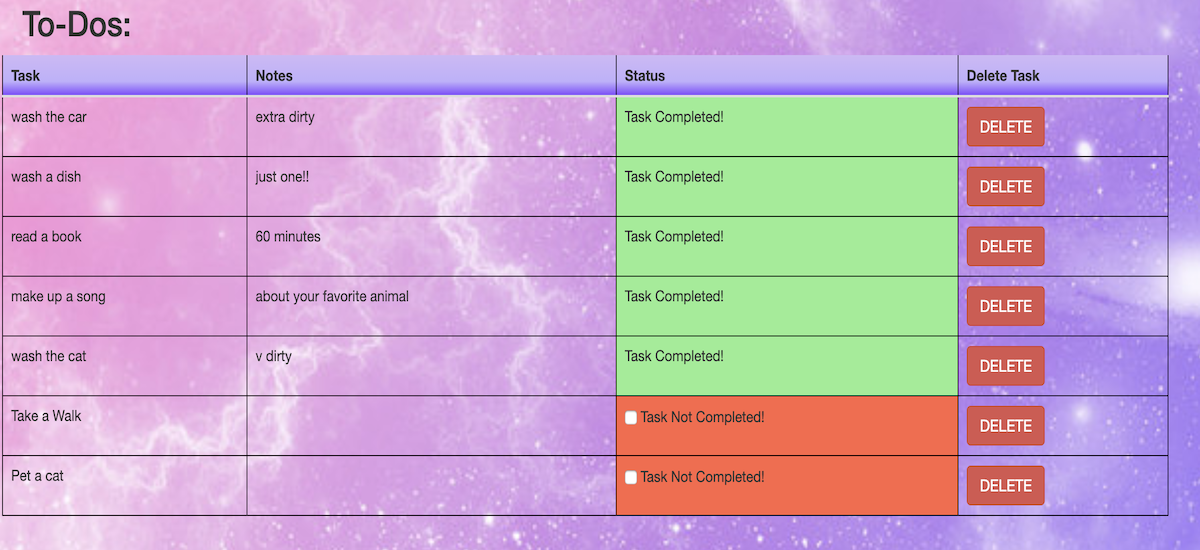 To-Dos:
Task Notes Status Delete Task
wash the car extra dirty Task Completed! DELETE
wash a dish just one!! Task Completed! DELETE
read a book 60 minutes Task Completed! DELETE
make up a song about your favorite animal Task Completed! DELETE
wash the cat v dirty Task Completed! DELETE
Take a Walk Task Not Completed! DELETE
Pet a cat Task Not Completed! DELETE